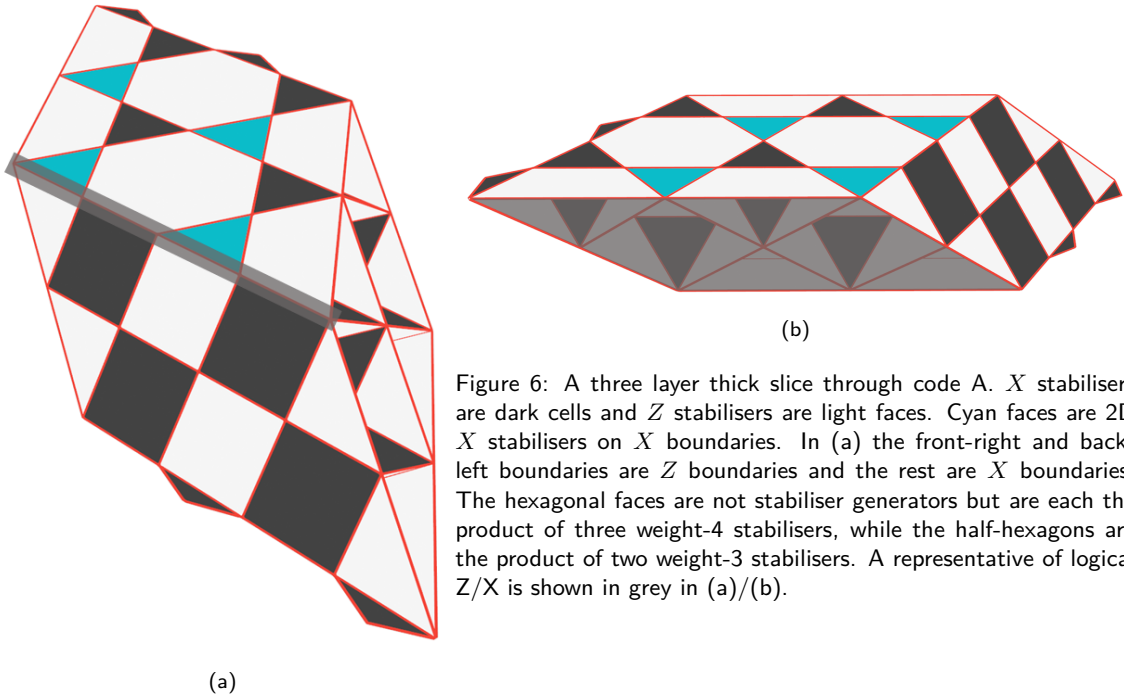 (b)
Figure 6: A three layer thick slice through code A. X stabiliser
are dark cells and Z stabilisers are light faces. Cyan faces are 2D
X stabilisers on X boundaries. In (a) the front-right and back
left boundaries are Z boundaries and the rest are X boundaries
The hexagonal faces are not stabiliser generators but are each th
product of three weight-4 stabilisers, while the half-hexagons ar
the product of two weight-3 stabilisers. A representative of logica
Z/X is shown in grey in (a)/(b).
(a)